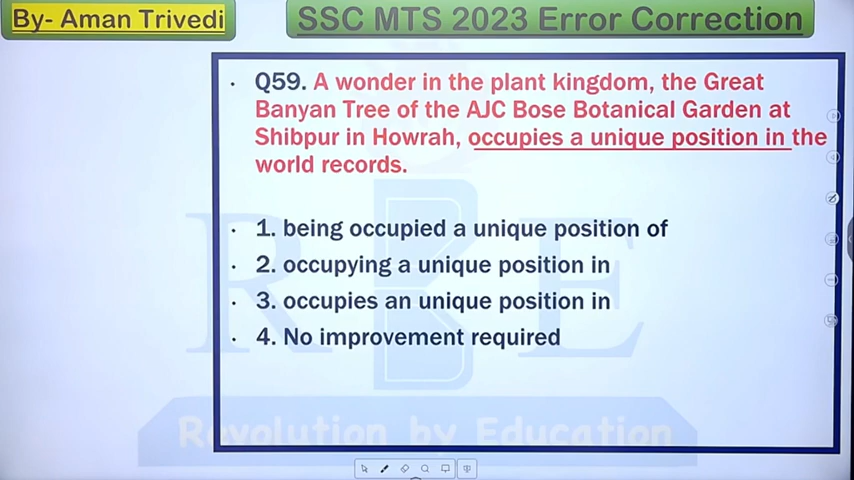 By- Aman Trivedi
SSC MTS 2023 Error Correction
· Q59. A wonder in the plant kingdom, the Great
Banyan Tree of the AJC Bose Botanical Garden at
Shibpur in Howrah, occupies a unique position in the
world records.
· 1. being occupied a unique position of
· 2. occupying a unique position in
· 3. occupies an unique position in
· 4. No improvement required
RBE
Revolution by Education